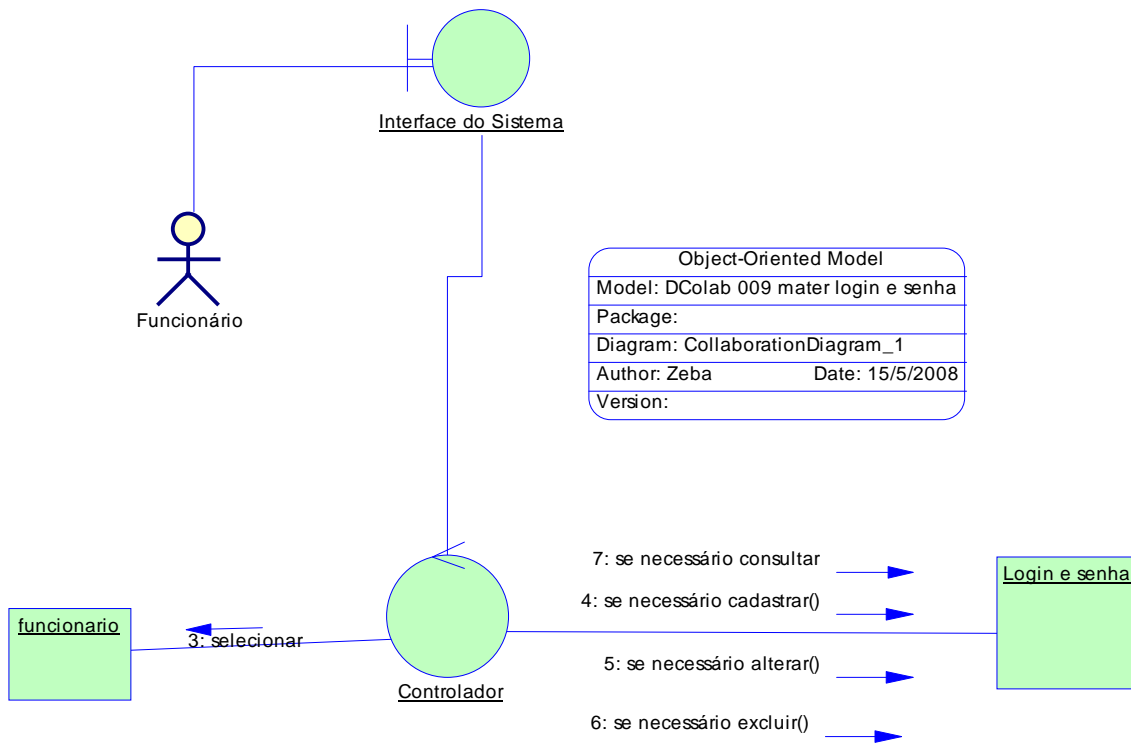 Interface do Sistema
Funcionário
Object-Oriented Model
Model: DColab 009 mater login e senha
Package:
Diagram: CollaborationDiagram_1
Author: Zeba Date: 15/5/2008
Version:
7: se necessário consultar
4: se necessário cadastrar()
5: se necessário alterar()
6: se necessário excluir()
Login e senha
funcionario
3: selecionar
Controlador